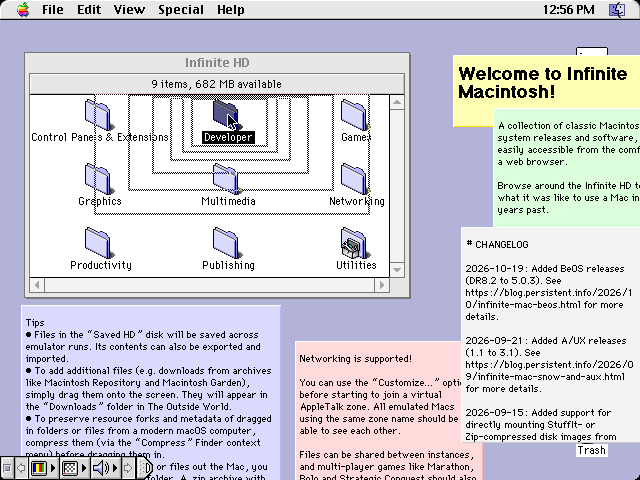 File Edit View Special Help 12:56 PM
Infinite HD
9 items, 682 MB available
Control Panels & Extensions
Developer
Games
Graphics
Multimedia
Networking
Productivity
Publishing
Utilities
Welcome to Infinite
Macintosh!
A collection of classic Macintos
system releases and software,
easily accessible from the comf
a web browser.
Browse around the Infinite HD to
what it was like to use a Mac in
years past.
# CHANGELOG
2026-10-19: Added BeOS releases
(DR8.2 to 5.0.3). See
https://blog.persistent.info/2026/1
0/infinite-mac-beos.html for more
details.
2026-09-21: Added A/UX releases
(1.1 to 3.1). See
https://blog.persistent.info/2026/0
9/infinite-mac-snow-and-aux.html
for more details.
2026-09-15: Added support for
directly mounting StuffIt- or
Zip-compressed disk images from
Trash
Tips
● Files in the “Saved HD” disk will be saved across
emulator runs. Its contents can also be exported and
imported.
● To add additional files (e.g. downloads from archives
like Macintosh Repository and Macintosh Garden),
simply drag them onto the screen. They will appear
in the “Downloads” folder in The Outside World.
● To preserve resource forks and metadata of dragged
in folders or files from a modern macOS computer,
compress them (via the “Compress” Finder context
menu) before dragging them in.
or files out the Mac, you
folder. A .zip archive with
Networking is supported!
You can use the “Customize...” optio
before starting to join a virtual
AppleTalk zone. All emulated Macs
using the same zone name should be
able to see each other.
Files can be shared between instances,
and multi-player games like Marathon,
Bolo and Strategic Conquest should also